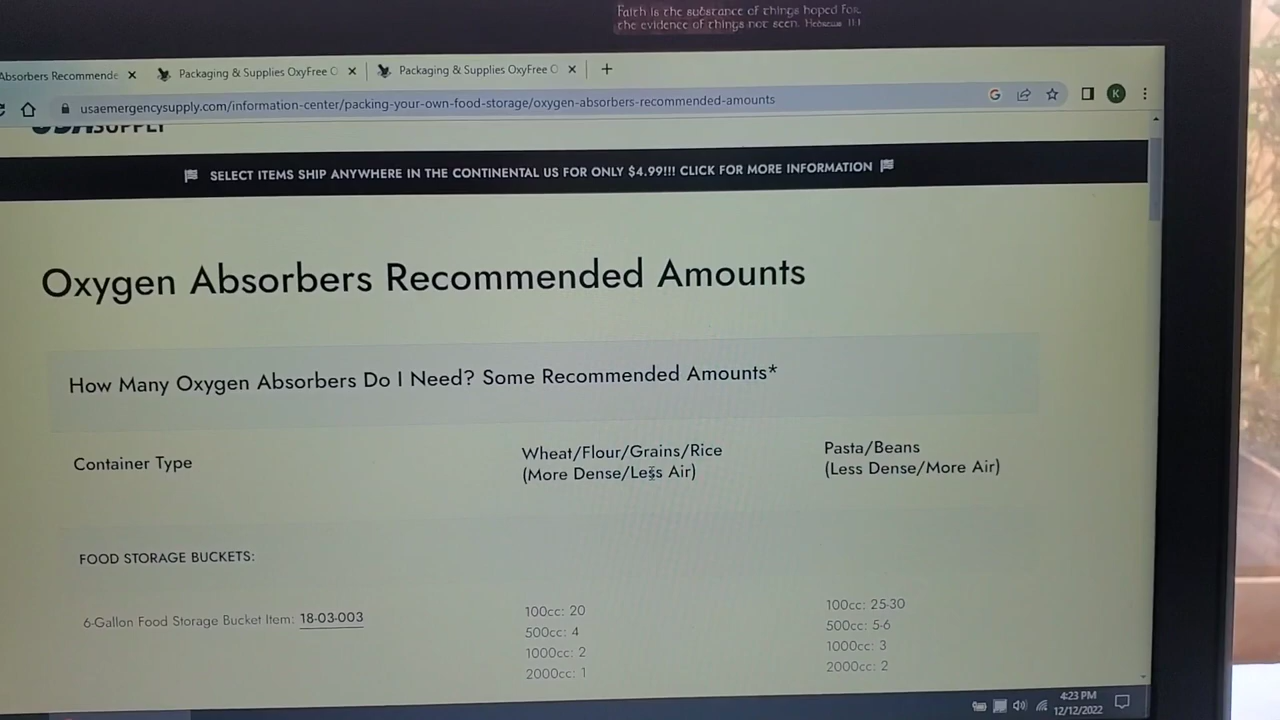 Faith is the substance of things hoped for,
the evidence of things not seen. Hebrews 11:1
Absorbers Recommende
Packaging & Supplies OxyFree O
Packaging & Supplies OxyFree O
usaemergencysupply.com/information-center/packing-your-own-food-storage/oxygen-absorbers-recommended-amounts
G
K
SUPPLY
SELECT ITEMS SHIP ANYWHERE IN THE CONTINENTAL US FOR ONLY $4.99!!! CLICK FOR MORE INFORMATION
Oxygen Absorbers Recommended Amounts
How Many Oxygen Absorbers Do I Need? Some Recommended Amounts*
Container Type
Wheat/Flour/Grains/Rice
(More Dense/Less Air)
Pasta/Beans
(Less Dense/More Air)
FOOD STORAGE BUCKETS:
6-Gallon Food Storage Bucket Item: 18-03-003
100cc: 20
500cc: 4
1000cc: 2
2000cc: 1
100cc: 25-30
500cc: 5-6
1000cc: 3
2000cc: 2
4:23 PM
12/12/2022